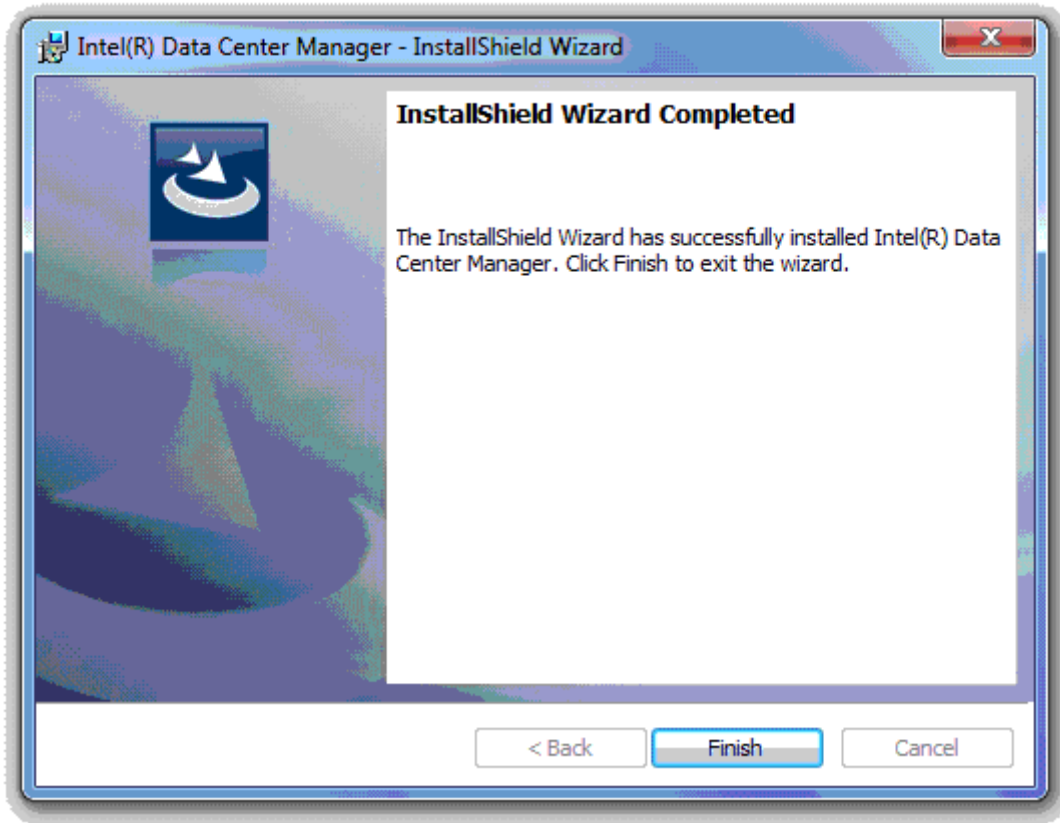 Intel(R) Data Center Manager - InstallShield Wizard
InstallShield Wizard Completed
The InstallShield Wizard has successfully installed Intel(R) Data
Center Manager. Click Finish to exit the wizard.
< Back Finish Cancel